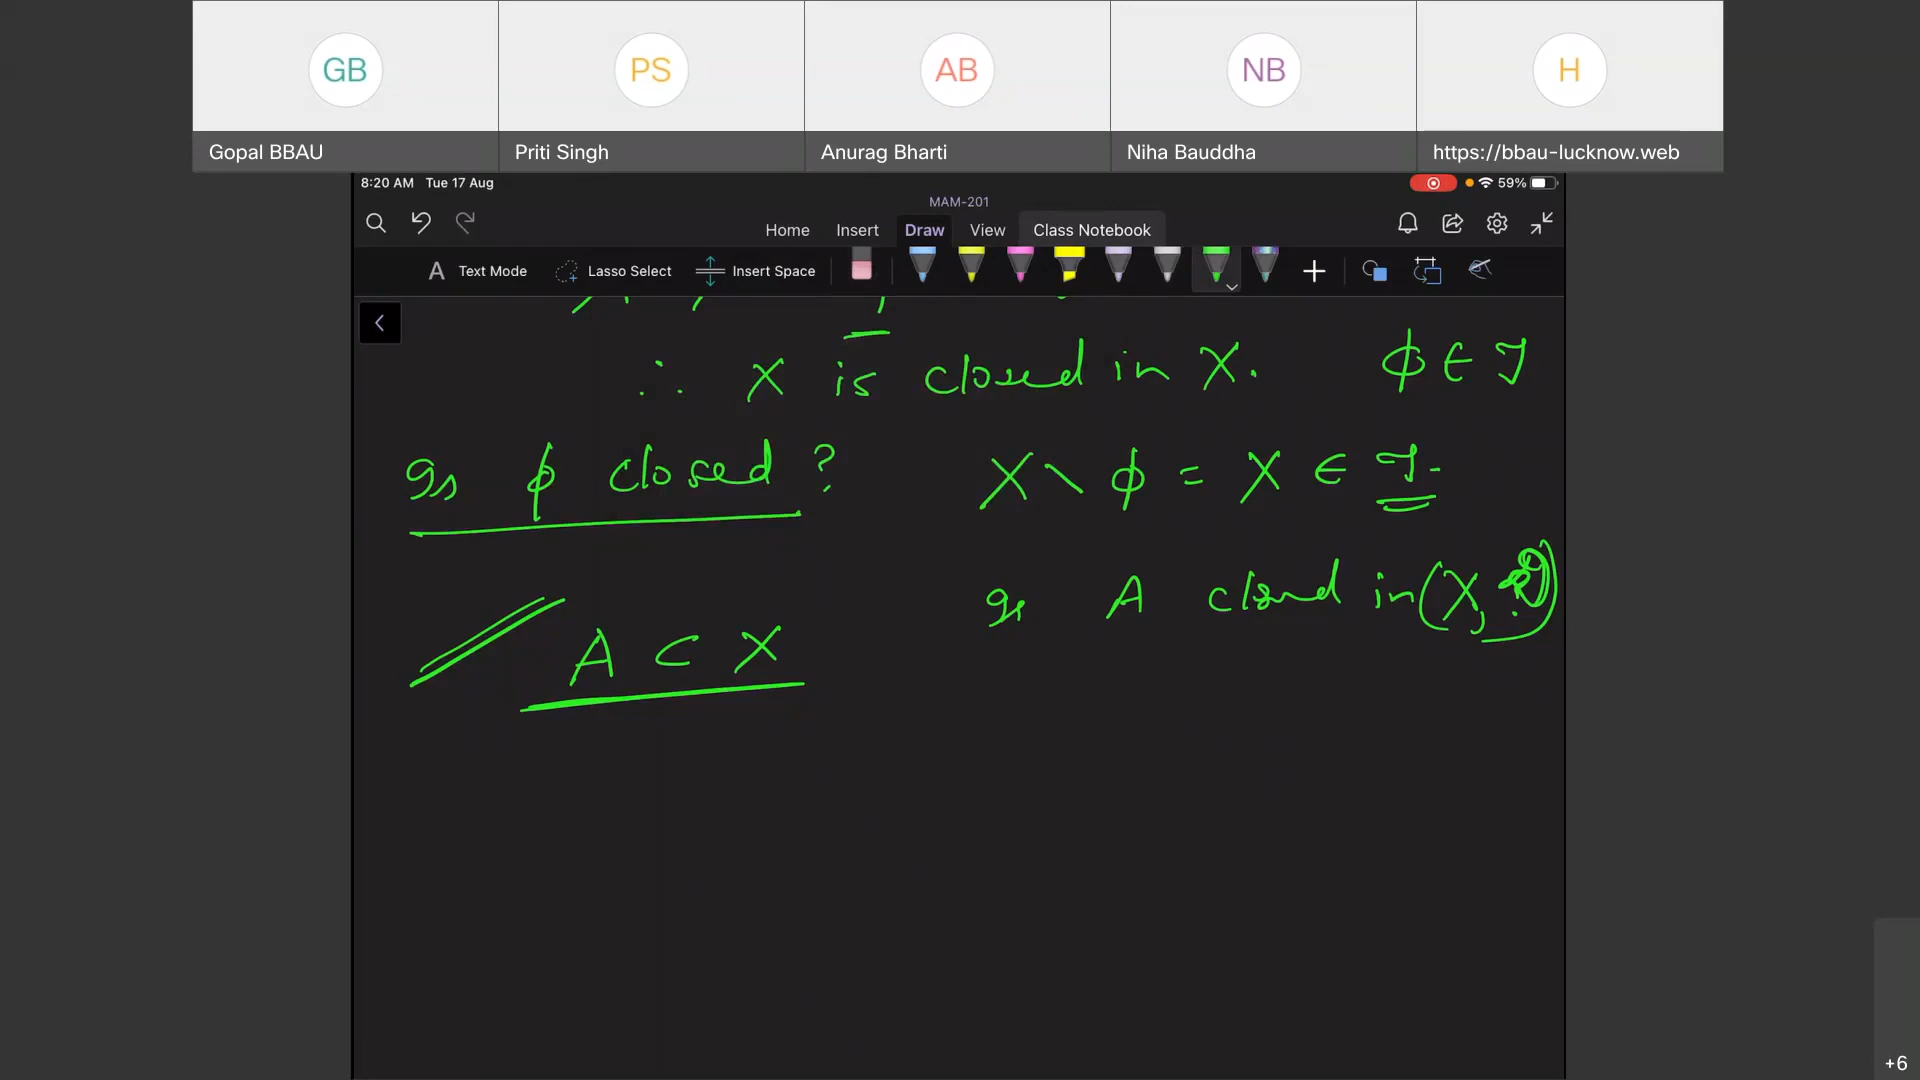 GB PS AB NB H
Gopal BBAU Priti Singh Anurag Bharti Niha Bauddha https://bbau-lucknow.web
8:20 AM Tue 17 Aug 59%
MAM-201
Home Insert Draw View Class Notebook
A Text Mode Lasso Select Insert Space
∴ X is closed in X. ϕ ∈ J
Is ϕ closed ? X \ ϕ = X ∈ J.
Is A closed in (X,
A ⊂ X
+6